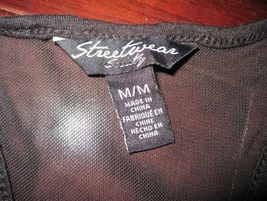 Streetwear
M/M
MADE IN
CHINA
FABRIQUÉ EN
CHINE
HECHO EN
CHINA